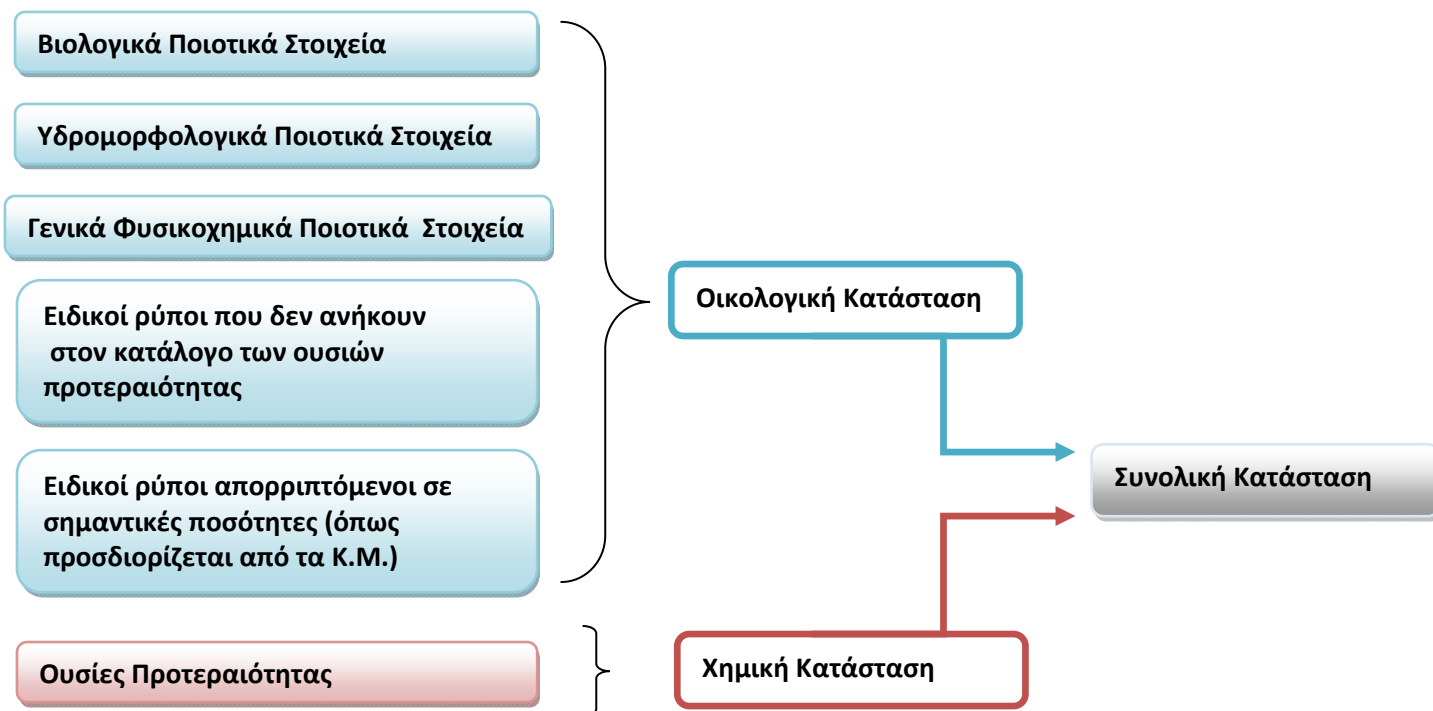 Βιολογικά Ποιοτικά Στοιχεία
Υδρομορφολογικά Ποιοτικά Στοιχεία
Γενικά Φυσικοχημικά Ποιοτικά Στοιχεία
Ειδικοί ρύποι που δεν ανήκουν
στον κατάλογο των ουσιών
προτεραιότητας
Ειδικοί ρύποι απορριπτόμενοι σε
σημαντικές ποσότητες (όπως
προσδιορίζεται από τα Κ.Μ.)
Ουσίες Προτεραιότητας
Οικολογική Κατάσταση
Χημική Κατάσταση
Συνολική Κατάσταση